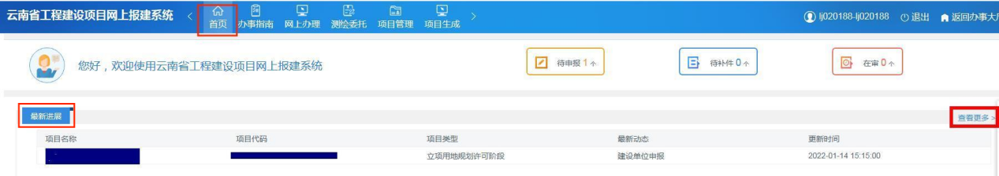 云南省工程建设项目网上报建系统 < 首页 办事指南 网上办理 测绘委托 项目管理 项目生成 > lj020188-lj020188 退出 返回办事大厅
您好，欢迎使用云南省工程建设项目网上报建系统 待申报 1 个 待补件 0 个 在审 0 个
最新进展 查看更多 >
项目名称 项目代码 项目类型 最新动态 更新时间
立项用地规划许可阶段 建设单位申报 2022-01-14 15:15:00